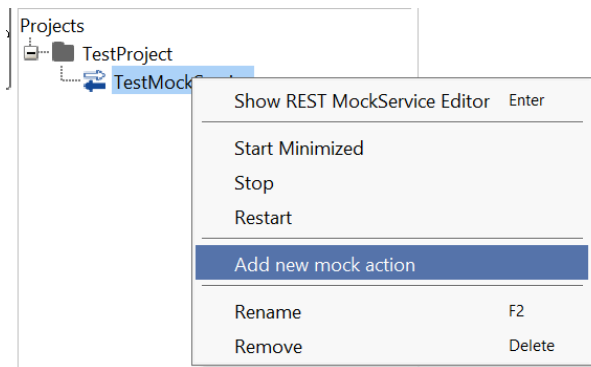 Projects
TestProject
TestMock
Show REST MockService Editor Enter
Start Minimized
Stop
Restart
Add new mock action
Rename F2
Remove Delete